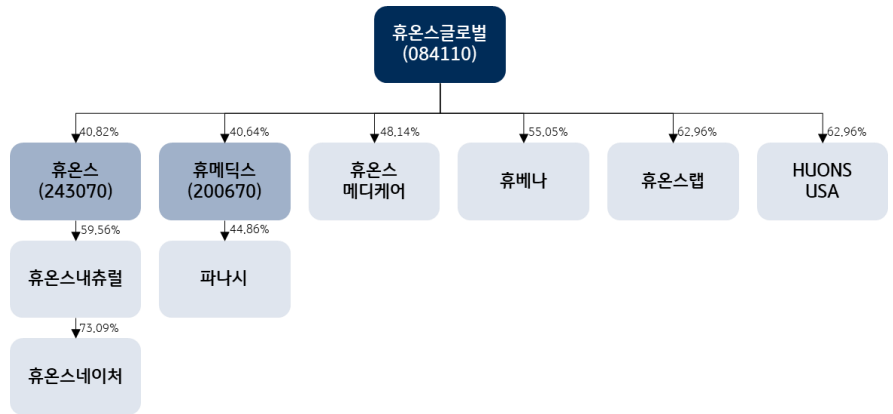 휴온스글로벌
(084110)
40,82%
40,64%
48,14%
55,05%
62,96%
62,96%
휴온스
(243070)
휴메딕스
(200670)
휴온스
메디케어
휴베나
휴온스랩
HUONS
USA
59,56%
44,86%
휴온스내츄럴
파나시
73,09%
휴온스네이처